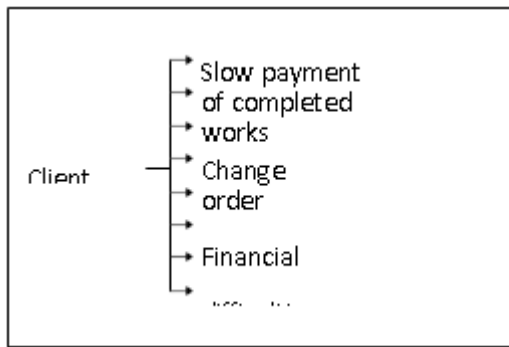 Slow payment
of completed
works
Client
Change
order
Financial